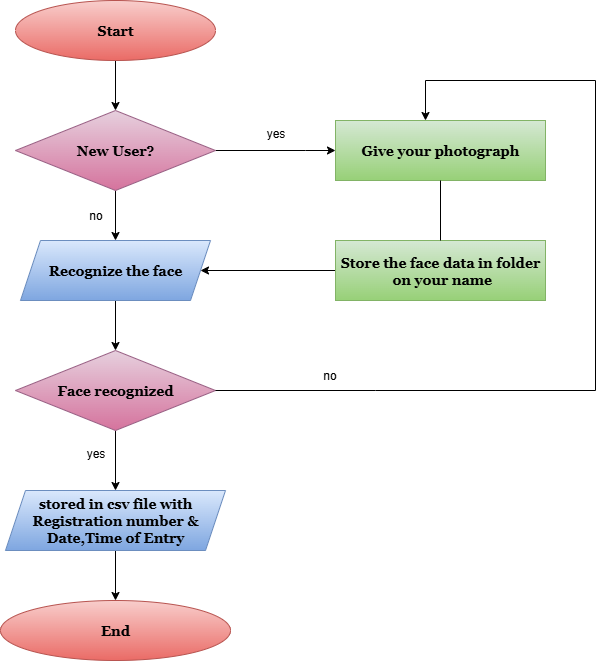 Start
New User?
yes
Give your photograph
no
Recognize the face
Store the face data in folder
on your name
Face recognized
no
yes
stored in csv file with
Registration number &
Date,Time of Entry
End